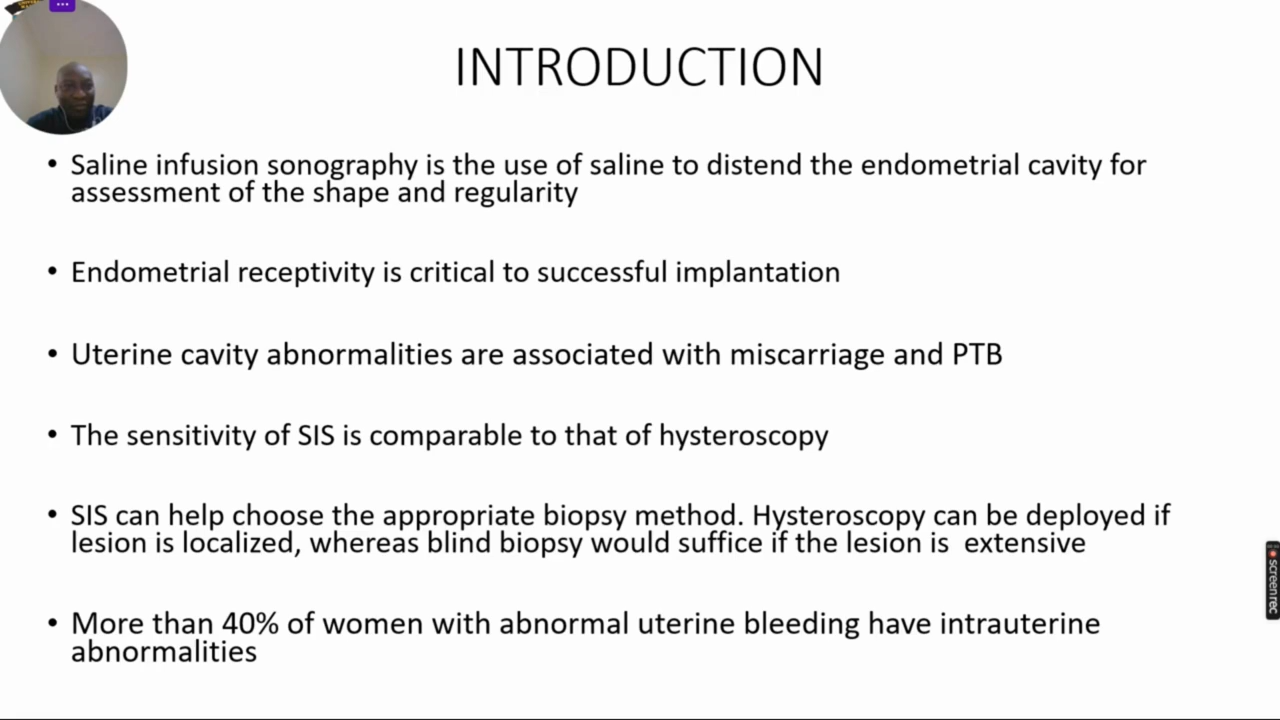 INTRODUCTION
• Saline infusion sonography is the use of saline to distend the endometrial cavity for
assessment of the shape and regularity
• Endometrial receptivity is critical to successful implantation
• Uterine cavity abnormalities are associated with miscarriage and PTB
• The sensitivity of SIS is comparable to that of hysteroscopy
• SIS can help choose the appropriate biopsy method. Hysteroscopy can be deployed if
lesion is localized, whereas blind biopsy would suffice if the lesion is  extensive
• More than 40% of women with abnormal uterine bleeding have intrauterine
abnormalities
screenrec